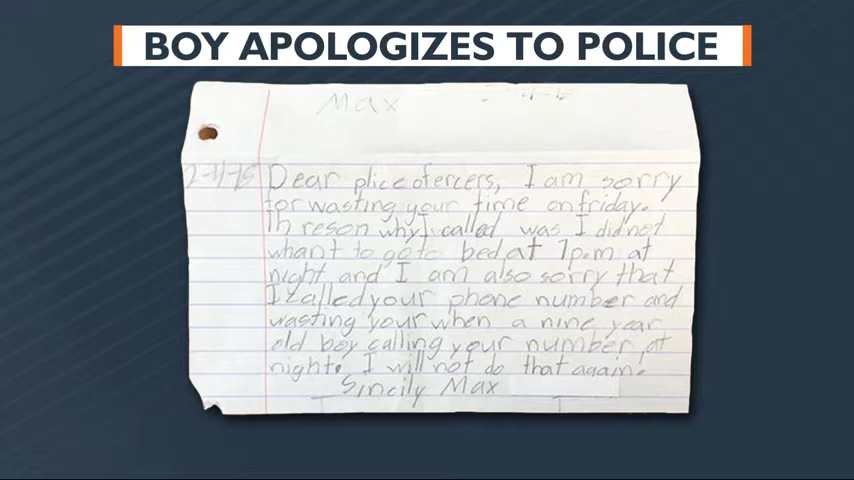 BOY APOLOGIZES TO POLICE
Max
Dear plice ofercers, I am sorry
for wasting your time on friday.
Th reson why I called was I did not
whant to go to bed at 7p.m at
night and I am also sorry that
I called your phone number and
wasting your when a nine year
old boy calling your number at
night. I will not do that again.
Sincily Max